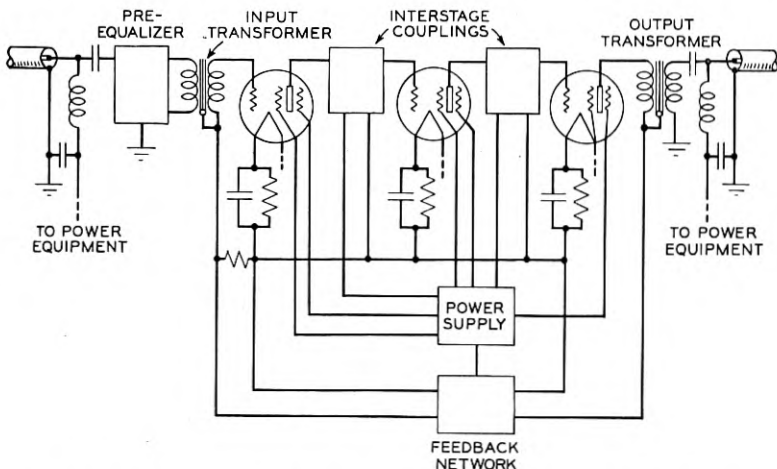 PRE-
EQUALIZER
INPUT
TRANSFORMER
INTERSTAGE
COUPLINGS
OUTPUT
TRANSFORMER
TO POWER
EQUIPMENT
TO POWER
EQUIPMENT
POWER
SUPPLY
FEEDBACK
NETWORK